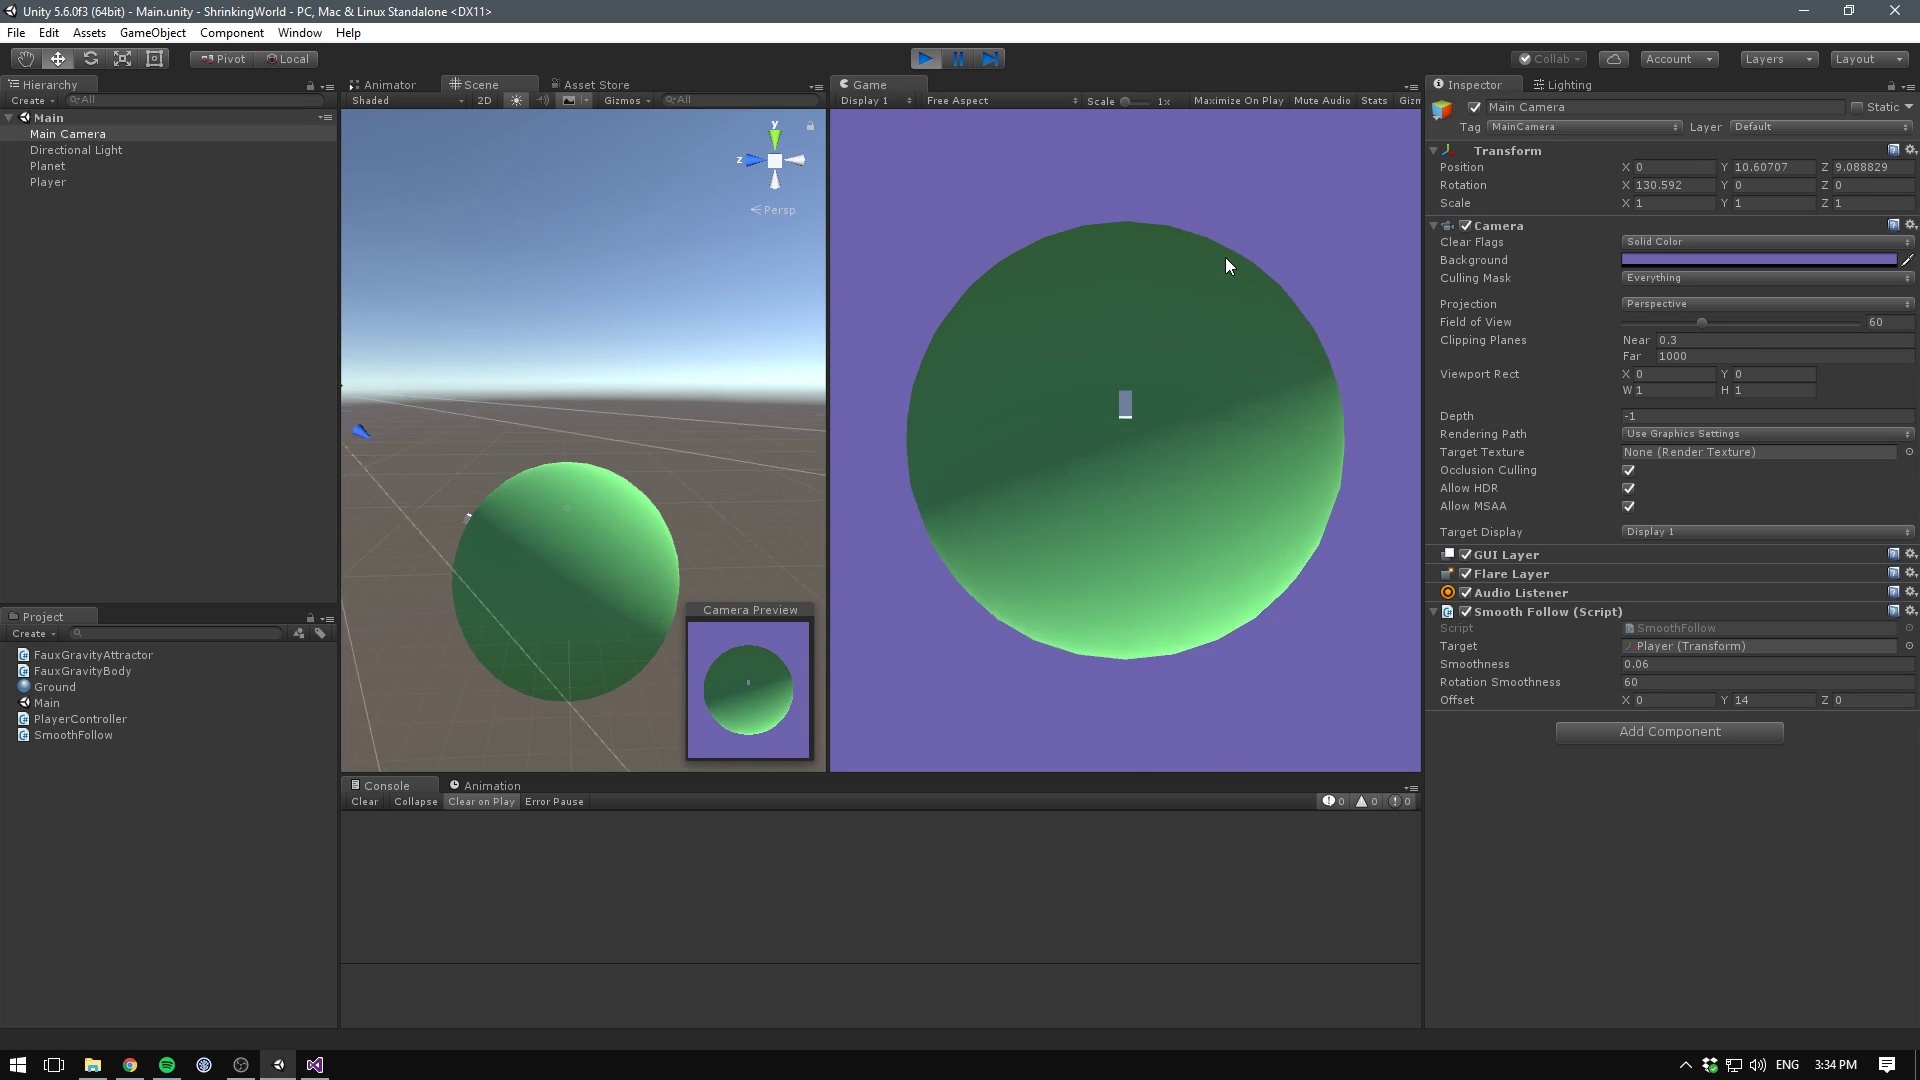 Unity 5.6.0f3 (64bit) - Main.unity - ShrinkingWorld - PC, Mac & Linux Standalone <DX11>
File Edit Assets GameObject Component Window Help
Pivot Local Collab Account Layers Layout
Hierarchy
Create All
Main
Main Camera
Directional Light
Planet
Player
Animator Scene Asset Store
Shaded 2D Gizmos All
y
z
Persp
Camera Preview
Game
Display 1 Free Aspect Scale 1x Maximize On Play Mute Audio Stats Gizm
Inspector Lighting
Main Camera Static
Tag MainCamera Layer Default
Transform
Position X 0 Y 10.60707 Z 9.088829
Rotation X 130.592 Y 0 Z 0
Scale X 1 Y 1 Z 1
Camera
Clear Flags Solid Color
Background
Culling Mask Everything
Projection Perspective
Field of View 60
Clipping Planes Near 0.3
Far 1000
Viewport Rect X 0 Y 0
W 1 H 1
Depth -1
Rendering Path Use Graphics Settings
Target Texture None (Render Texture)
Occlusion Culling
Allow HDR
Allow MSAA
Target Display Display 1
GUI Layer
Flare Layer
Audio Listener
Smooth Follow (Script)
Script SmoothFollow
Target Player (Transform)
Smoothness 0.06
Rotation Smoothness 60
Offset X 0 Y 14 Z 0
Add Component
Project
Create
FauxGravityAttractor
FauxGravityBody
Ground
Main
PlayerController
SmoothFollow
Console Animation
Clear Collapse Clear on Play Error Pause 0 0 0
ENG 3:34 PM